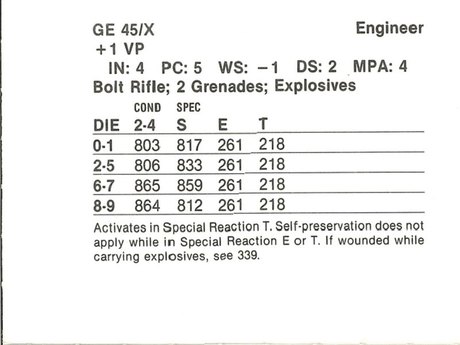 GE 45/X Engineer
+1 VP
IN: 4 PC: 5 WS: −1 DS: 2 MPA: 4
Bolt Rifle; 2 Grenades; Explosives
COND SPEC
DIE 2-4 S E T
0-1 803 817 261 218
2-5 806 833 261 218
6-7 865 859 261 218
8-9 864 812 261 218
Activates in Special Reaction T. Self-preservation does not
apply while in Special Reaction E or T. If wounded while
carrying explosives, see 339.